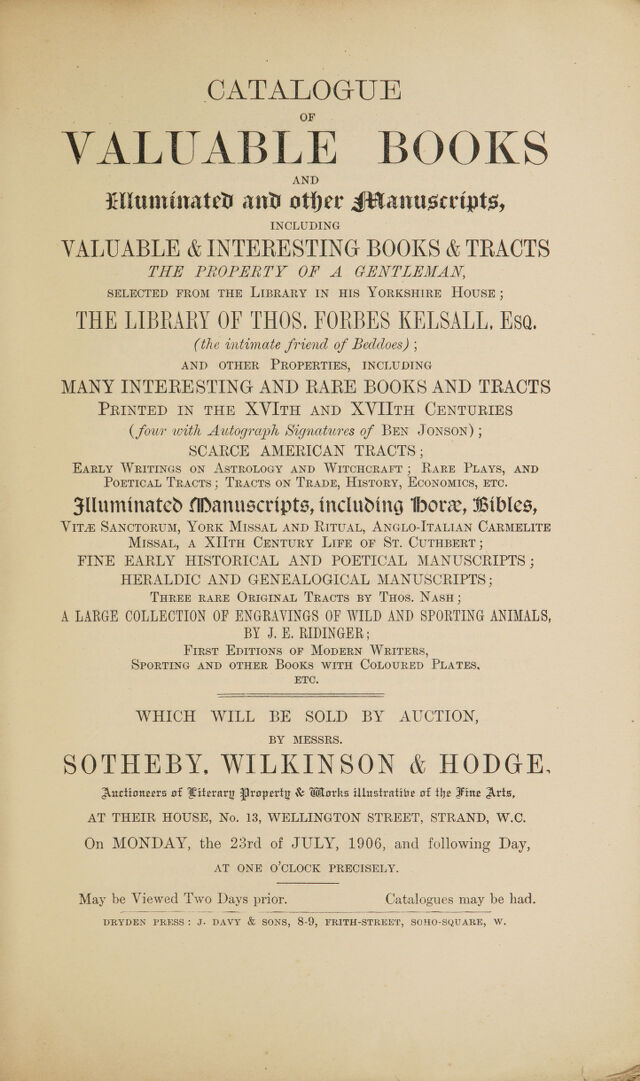 CATALOGUE
OF
VALUABLE BOOKS
AND
Illuminated and other Manuscripts,
INCLUDING
VALUABLE & INTERESTING BOOKS & TRACTS
THE PROPERTY OF A GENTLEMAN,
SELECTED FROM THE LIBRARY IN HIS YORKSHIRE HOUSE;
THE LIBRARY OF THOS. FORBES KELSALL, ESQ.
(the intimate friend of Beddoes);
AND OTHER PROPERTIES, INCLUDING
MANY INTERESTING AND RARE BOOKS AND TRACTS
PRINTED IN THE XVITH AND XVIITH CENTURIES
(four with Autograph Signatures of BEN JONSON);
SCARCE AMERICAN TRACTS;
EARLY WRITINGS ON ASTROLOGY AND WITCHCRAFT; RARE PLAYS, AND
POETICAL TRACTS; TRACTS ON TRADE, HISTORY, ECONOMICS, ETC.
Illuminated Manuscripts, including Horæ, Bibles,
VITÆ SANCTORUM, YORK MISSAL AND RITUAL, ANGLO-ITALIAN CARMELITE
MISSAL, A XIITH CENTURY LIFE OF ST. CUTHBERT;
FINE EARLY HISTORICAL AND POETICAL MANUSCRIPTS;
HERALDIC AND GENEALOGICAL MANUSCRIPTS;
THREE RARE ORIGINAL TRACTS BY THOS. NASH;
A LARGE COLLECTION OF ENGRAVINGS OF WILD AND SPORTING ANIMALS,
BY J. E. RIDINGER;
FIRST EDITIONS OF MODERN WRITERS,
SPORTING AND OTHER BOOKS WITH COLOURED PLATES,
ETC.
WHICH WILL BE SOLD BY AUCTION,
BY MESSRS.
SOTHEBY, WILKINSON & HODGE,
Auctioneers of Literary Property & Works illustrative of the Fine Arts,
AT THEIR HOUSE, No. 13, WELLINGTON STREET, STRAND, W.C.
On MONDAY, the 23rd of JULY, 1906, and following Day,
AT ONE O'CLOCK PRECISELY.
May be Viewed Two Days prior. Catalogues may be had.
DRYDEN PRESS: J. DAVY & SONS, 8-9, FRITH-STREET, SOHO-SQUARE, W.